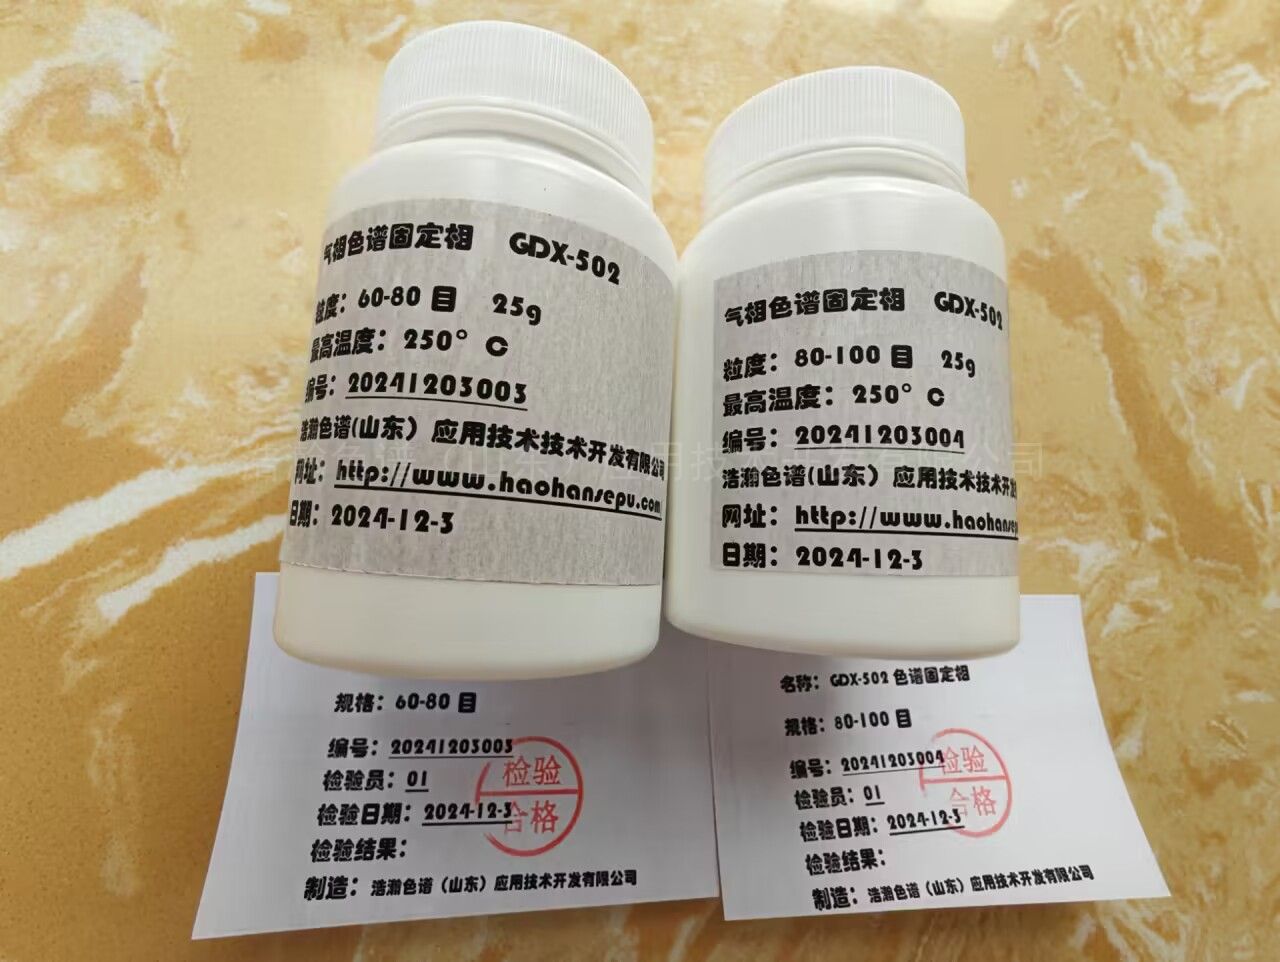 气相色谱固定相 GDX-502
粒度：60-80 目 25g
最高温度：250° C
编号：20241203003
浩瀚色谱(山东）应用技术技术开发有限公司
网址：http://www.haohansepu.com
日期：2024-12-3
气相色谱固定相 GDX-502
粒度：80-100 目 25g
最高温度：250° C
编号：20241203004
浩瀚色谱(山东）应用技术技术开发
网址：http://www.haohansepu
日期：2024-12-3
规格：60-80 目
编号：20241203003
检验员：01
检验日期：2024-12-3
检验结果：
制造：浩瀚色谱（山东）应用技术开发有限公司
检验
合格
名称：GDX-502 色谱固定相
规格：80-100 目
编号：20241203004
检验员：01
检验日期：2024-12-3
检验结果：
制造：浩瀚色谱（山东）应用技术开发有限公司
检验
合格